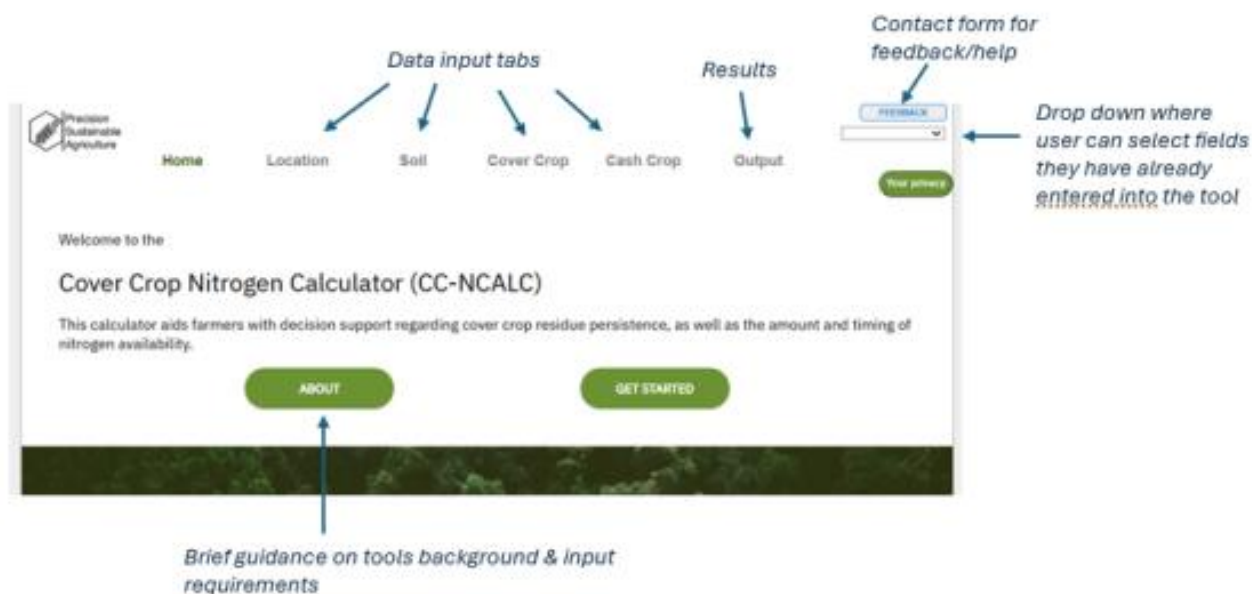 Contact form for
feedback/help
Data input tabs
Results
Drop down where
user can select fields
they have already
entered into the tool
Precision
Sustainable
Agriculture
FEEDBACK
Home Location Soil Cover Crop Cash Crop Output
Your privacy
Welcome to the
Cover Crop Nitrogen Calculator (CC-NCALC)
This calculator aids farmers with decision support regarding cover crop residue persistence, as well as the amount and timing of
nitrogen availability.
ABOUT GET STARTED
Brief guidance on tools background & input
requirements